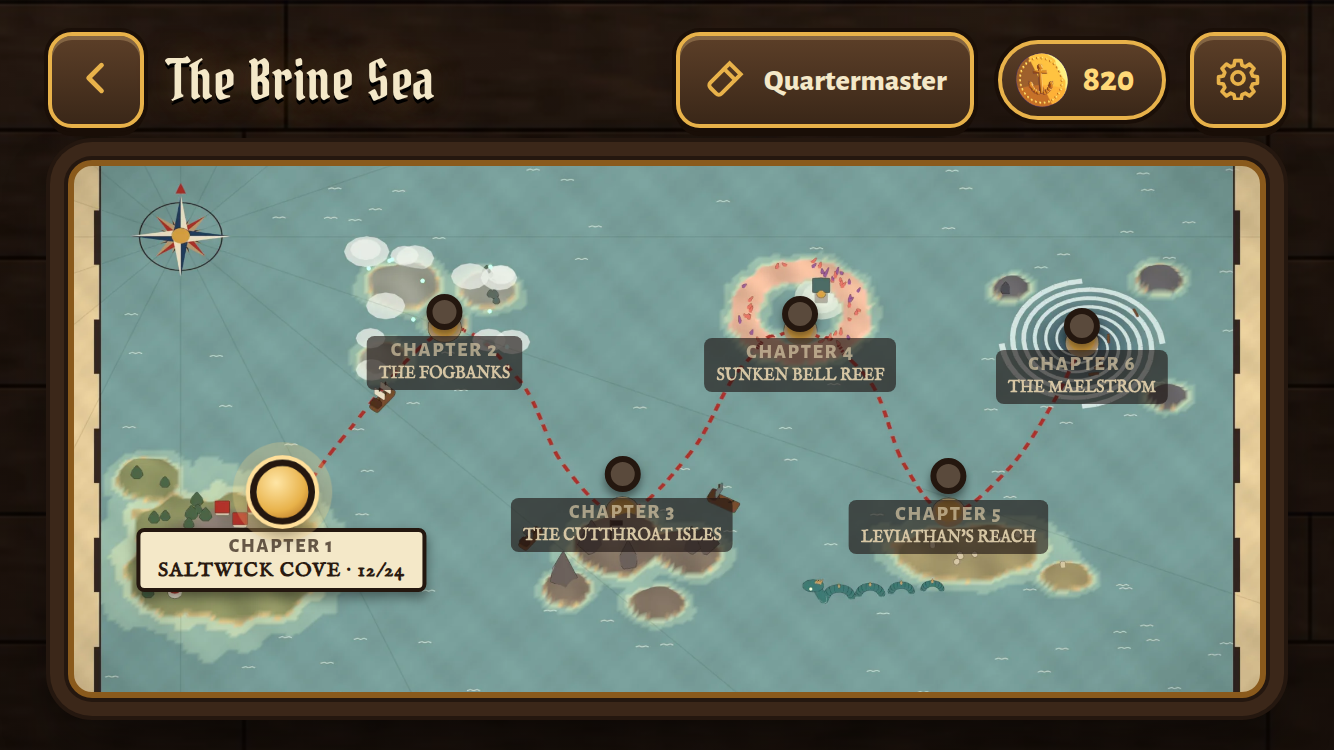 The Brine Sea
Quartermaster
820
CHAPTER 2
THE FOGBANKS
CHAPTER 4
SUNKEN BELL REEF
CHAPTER 6
THE MAELSTROM
CHAPTER 1
SALTWICK COVE · 12/24
CHAPTER 3
THE CUTTHROAT ISLES
CHAPTER 5
LEVIATHAN'S REACH